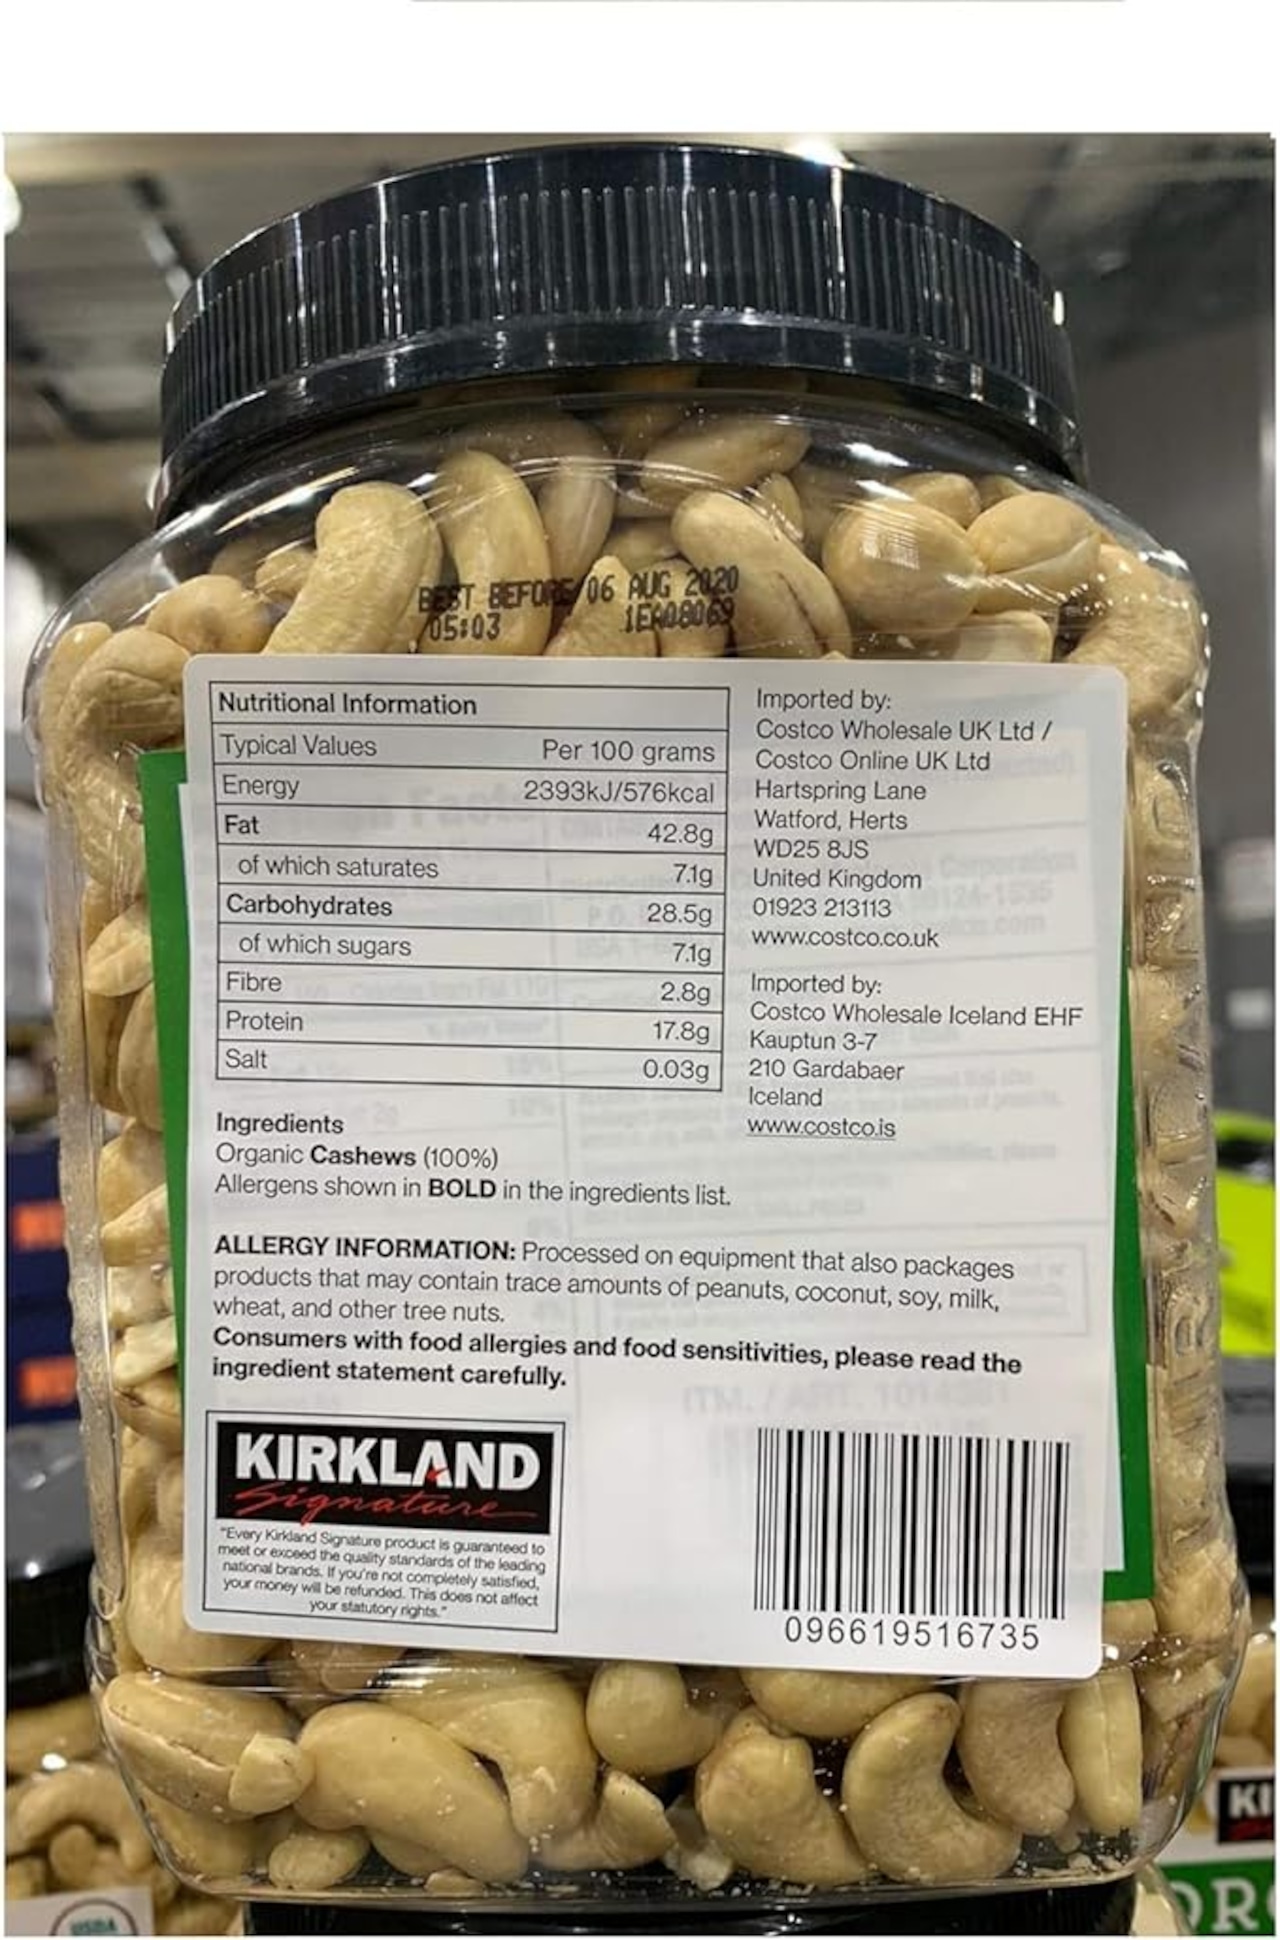 BEST BEFORE 06 AUG 2020
05:03 1EA08069
Nutritional Information
Typical Values Per 100 grams
Energy 2393kJ/576kcal
Fat 42.8g
of which saturates 7.1g
Carbohydrates 28.5g
of which sugars 7.1g
Fibre 2.8g
Protein 17.8g
Salt 0.03g
Imported by:
Costco Wholesale UK Ltd /
Costco Online UK Ltd
Hartspring Lane
Watford, Herts
WD25 8JS
United Kingdom
01923 213113
www.costco.co.uk
Imported by:
Costco Wholesale Iceland EHF
Kauptun 3-7
210 Gardabaer
Iceland
www.costco.is
Ingredients
Organic Cashews (100%)
Allergens shown in BOLD in the ingredients list.
ALLERGY INFORMATION: Processed on equipment that also packages
products that may contain trace amounts of peanuts, coconut, soy, milk,
wheat, and other tree nuts.
Consumers with food allergies and food sensitivities, please read the
ingredient statement carefully.
KIRKLAND
Signature
"Every Kirkland Signature product is guaranteed to
meet or exceed the quality standards of the leading
national brands. If you're not completely satisfied,
your money will be refunded. This does not affect
your statutory rights."
096619516735
KIRKLAND
USDA
KI
OR